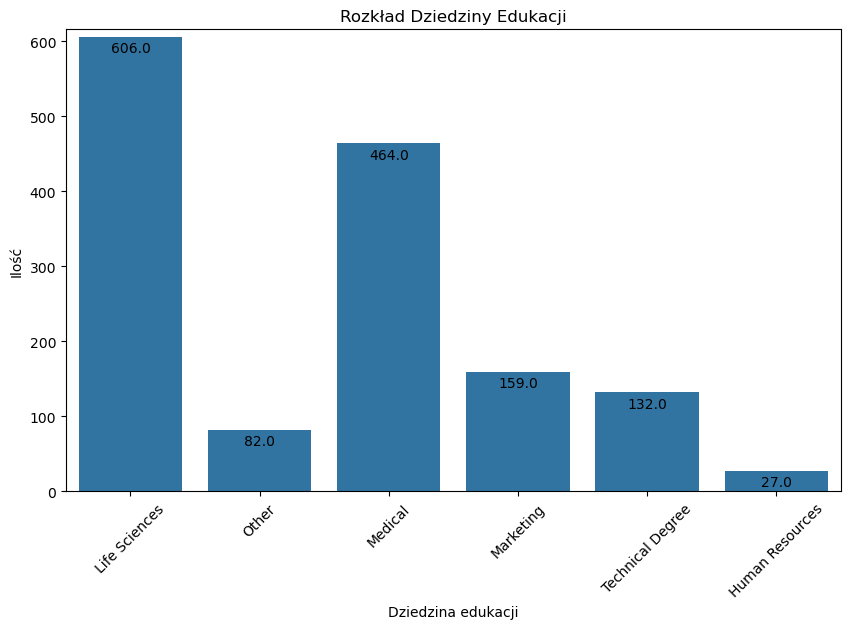 Rozkład Dziedziny Edukacji
600
500
400
300
200
100
0
Ilość
606.0
82.0
464.0
159.0
132.0
27.0
Life Sciences
Other
Medical
Marketing
Technical Degree
Human Resources
Dziedzina edukacji